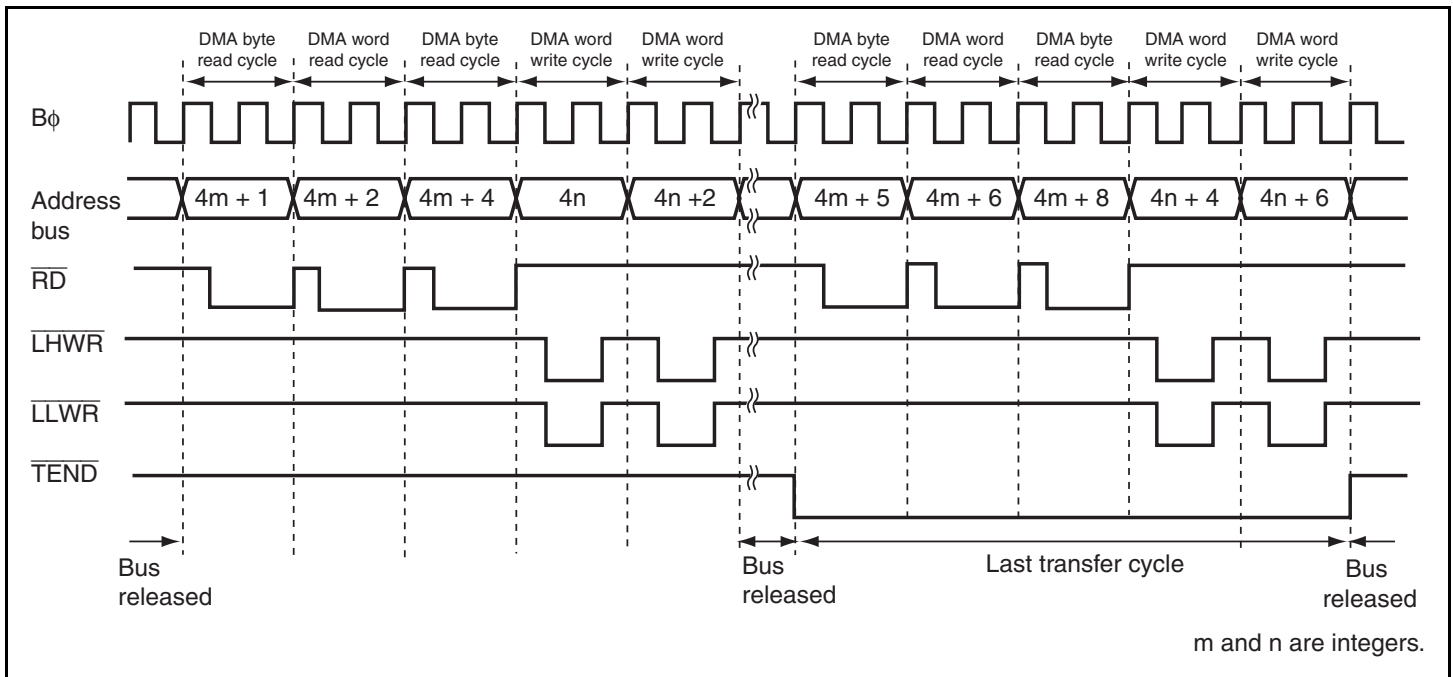 DMA byte read cycle
DMA word read cycle
DMA byte read cycle
DMA word write cycle
DMA word write cycle
DMA byte read cycle
DMA word read cycle
DMA byte read cycle
DMA word write cycle
DMA word write cycle
Bϕ
Address bus
4m + 1
4m + 2
4m + 4
4n
4n +2
4m + 5
4m + 6
4m + 8
4n + 4
4n + 6
RD
LHWR
LLWR
TEND
Bus released
Bus released
Last transfer cycle
Bus released
m and n are integers.